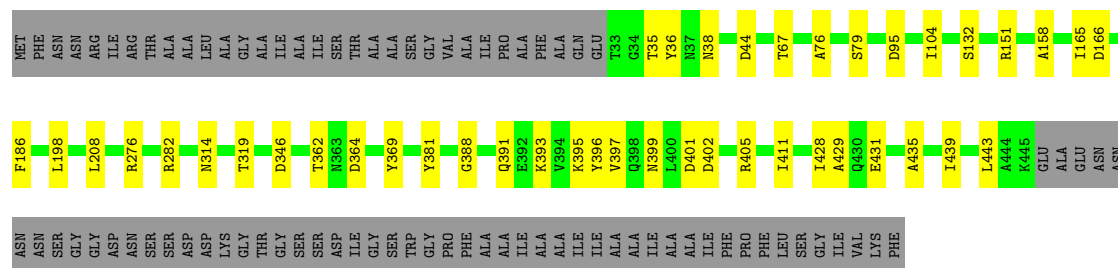 MET PHE ASN ASN ARG ILE ARG THR ALA ALA LEU ALA GLY ALA ILE ALA ILE SER THR ALA ALA SER GLY VAL ALA ILE PRO ALA PHE ALA GLN GLU T33 G34 T35 Y36 N37 N38 D44 T67 A76 S79 D95 I104 S132 R151 A158 I165 D166
F186 L198 L208 R276 R282 N314 T319 D346 T362 N363 D364 Y369 Y381 G388 Q391 E392 K393 V394 K395 Y396 V397 Q398 N399 L400 D401 D402 R405 I411 I428 A429 Q430 E431 A435 I439 L443 A444 K445 GLU ALA GLU ASN ASN
ASN ASN SER GLY GLY ASP ASN SER SER ASP ASP LYS GLY THR GLY SER SER ASP ILE GLY SER TRP GLY PRO PHE ALA ALA ILE ALA ALA ILE ILE ALA ALA ILE ALA ALA ILE PHE PRO PHE LEU SER GLY ILE VAL LYS PHE